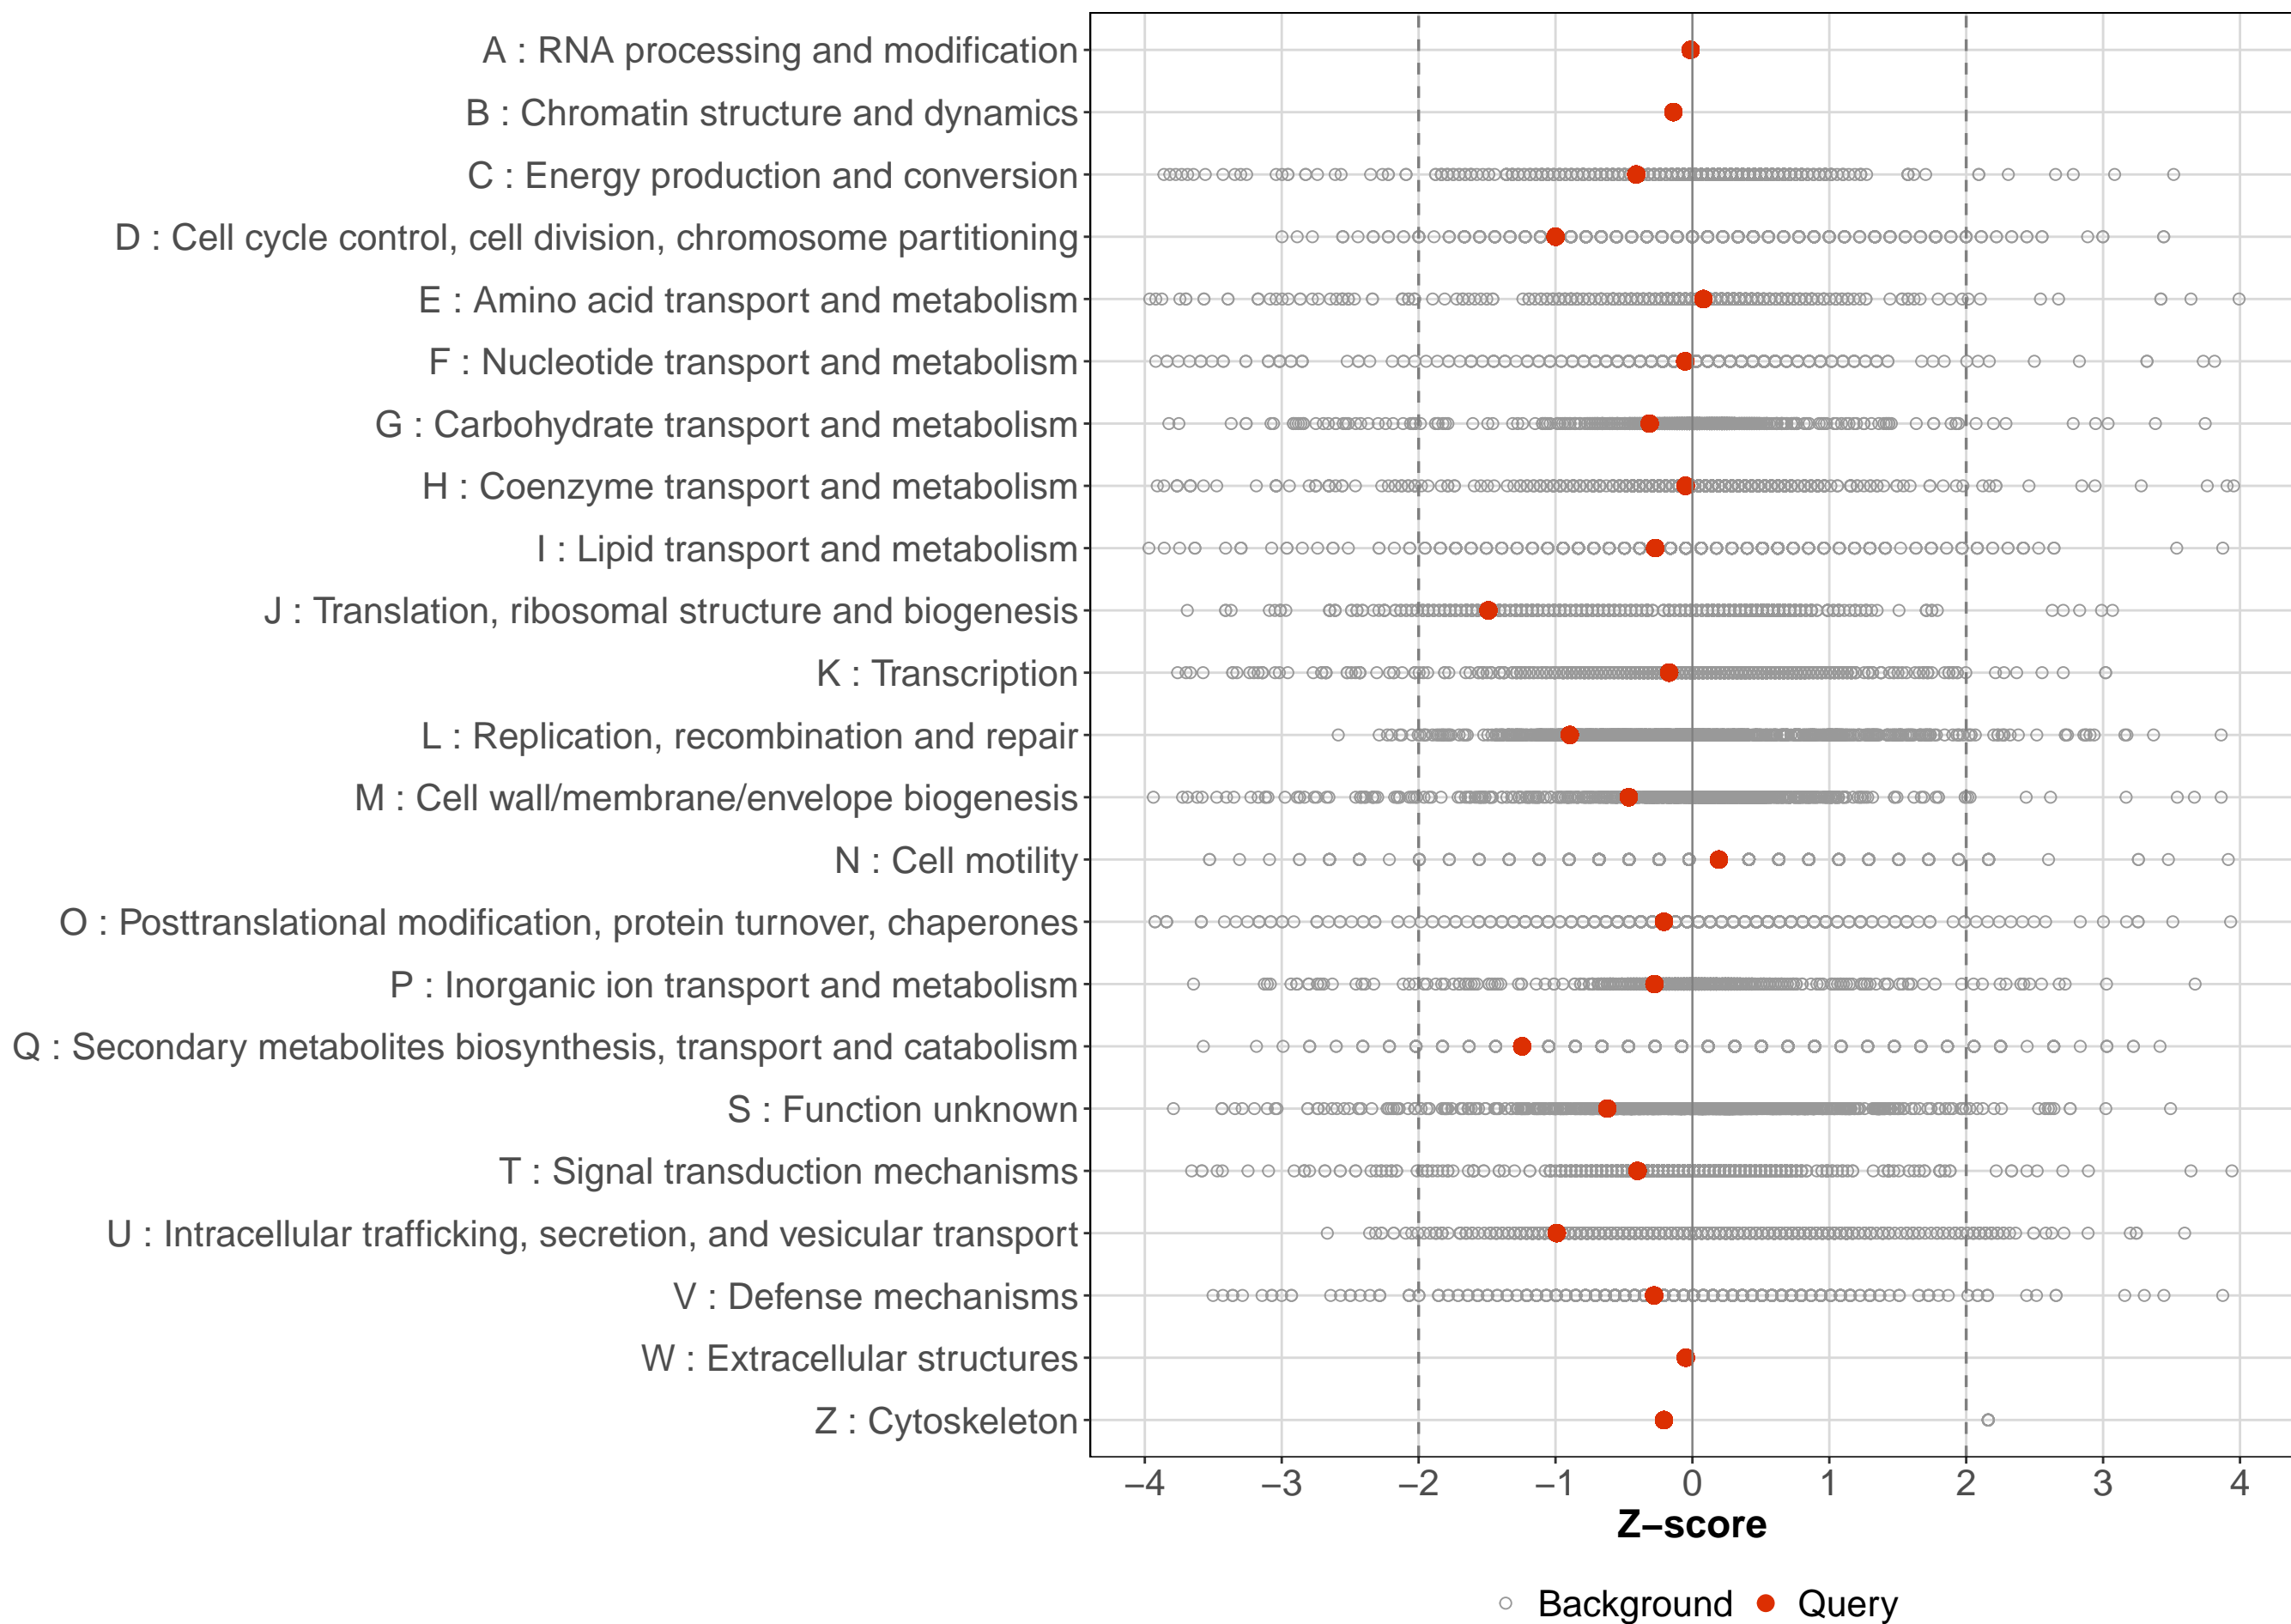 A : RNA processing and modification
B : Chromatin structure and dynamics
C : Energy production and conversion
D : Cell cycle control, cell division, chromosome partitioning
E : Amino acid transport and metabolism
F : Nucleotide transport and metabolism
G : Carbohydrate transport and metabolism
H : Coenzyme transport and metabolism
I : Lipid transport and metabolism
J : Translation, ribosomal structure and biogenesis
K : Transcription
L : Replication, recombination and repair
M : Cell wall/membrane/envelope biogenesis
N : Cell motility
O : Posttranslational modification, protein turnover, chaperones
P : Inorganic ion transport and metabolism
Q : Secondary metabolites biosynthesis, transport and catabolism
S : Function unknown
T : Signal transduction mechanisms
U : Intracellular trafficking, secretion, and vesicular transport
V : Defense mechanisms
W : Extracellular structures
Z : Cytoskeleton
−4 −3 −2 −1 0 1 2 3 4
Z−score
Background Query